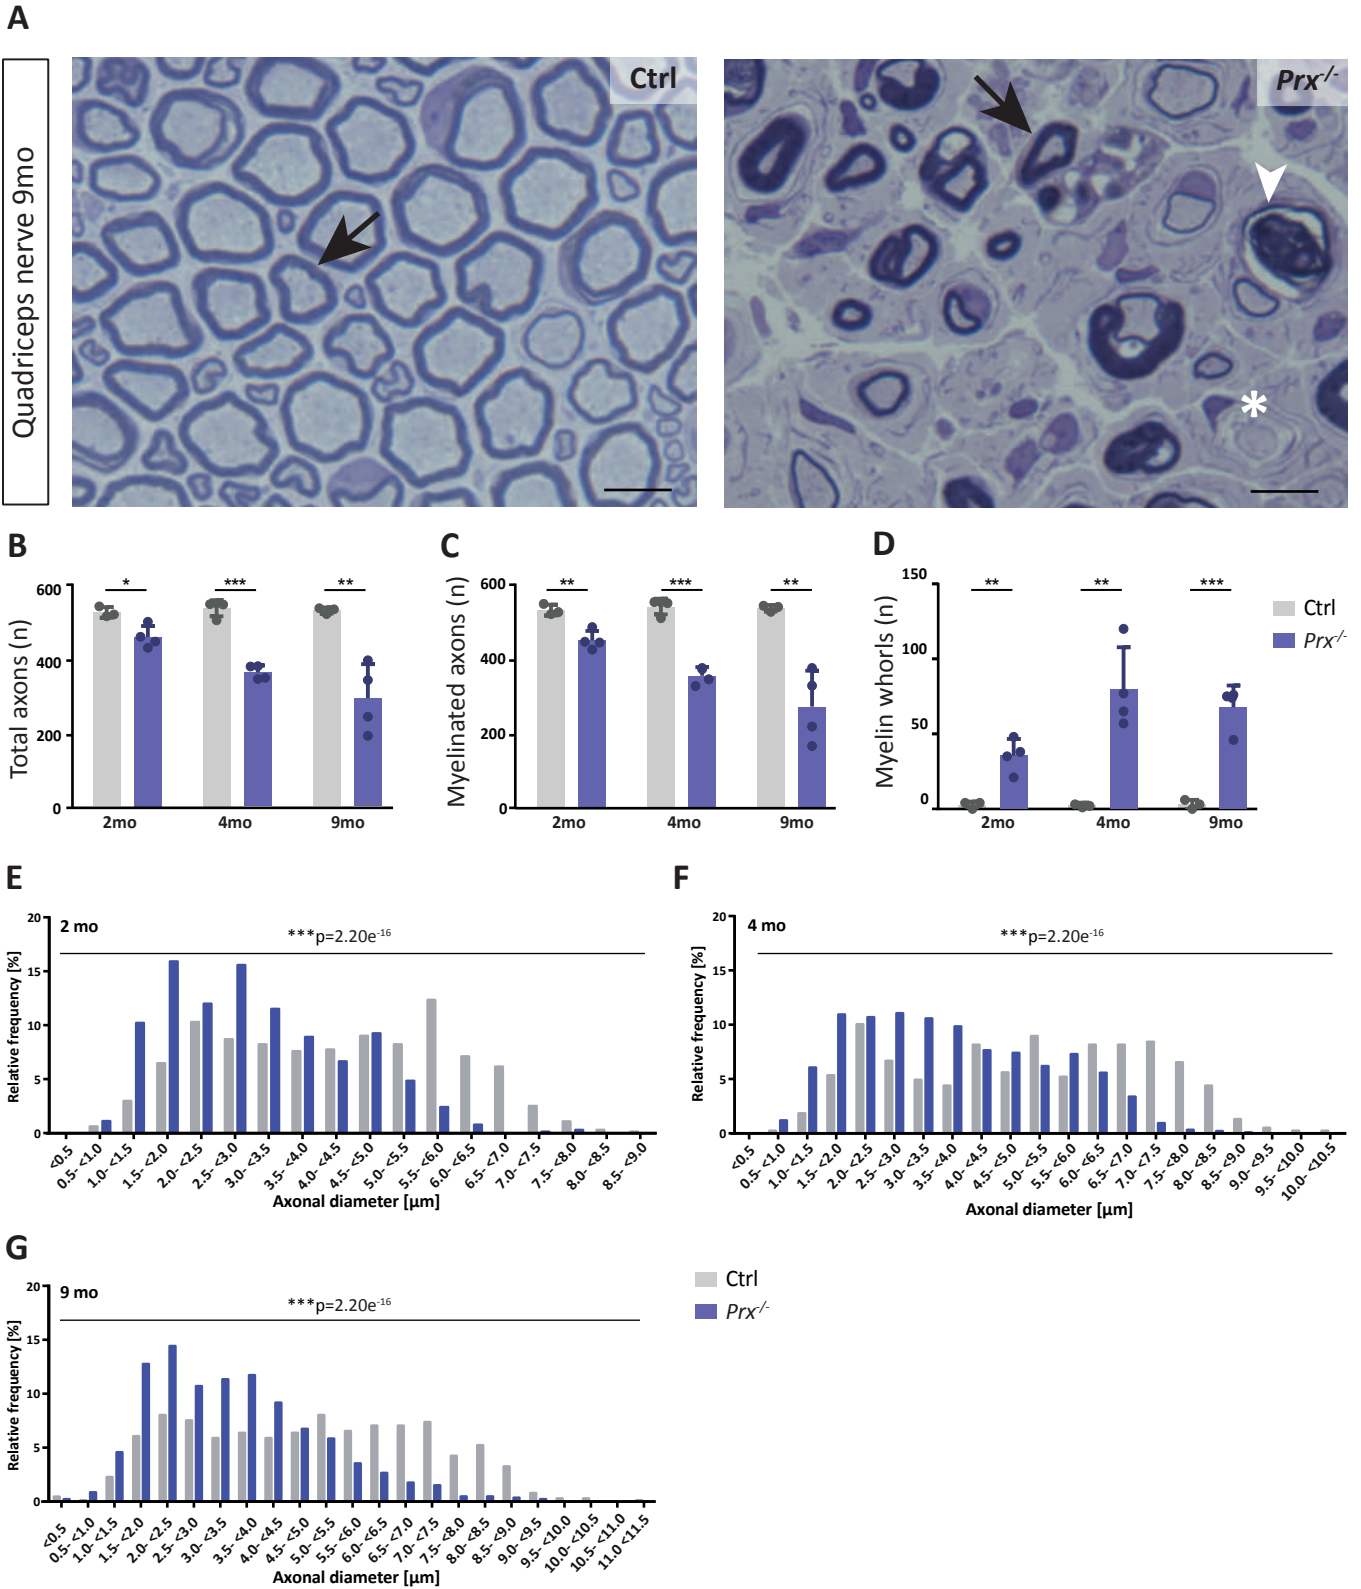 A
Quadriceps nerve 9mo
Ctrl
Prx-/-
*
B
Total axons (n)
600
400
200
0
*
***
**
2mo
4mo
9mo
C
Myelinated axons (n)
600
400
200
0
**
***
**
2mo
4mo
9mo
D
Myelin whorls (n)
150
100
50
0
**
**
***
2mo
4mo
9mo
Ctrl
Prx-/-
E
2 mo
***p=2.20e-16
Relative frequency [%]
20
15
10
5
0
<0.5
0.5- <1.0
1.0- <1.5
1.5- <2.0
2.0- <2.5
2.5- <3.0
3.0- <3.5
3.5- <4.0
4.0- <4.5
4.5- <5.0
5.0- <5.5
5.5- <6.0
6.0- <6.5
6.5- <7.0
7.0- <7.5
7.5- <8.0
8.0- <8.5
8.5- <9.0
Axonal diameter [µm]
F
4 mo
***p=2.20e-16
Relative frequency [%]
20
15
10
5
0
<0.5
0.5- <1.0
1.0- <1.5
1.5- <2.0
2.0- <2.5
2.5- <3.0
3.0- <3.5
3.5- <4.0
4.0- <4.5
4.5- <5.0
5.0- <5.5
5.5- <6.0
6.0- <6.5
6.5- <7.0
7.0- <7.5
7.5- <8.0
8.0- <8.5
8.5- <9.0
9.0- <9.5
9.5- <10.0
10.0- <10.5
Axonal diameter [µm]
G
9 mo
***p=2.20e-16
Relative frequency [%]
20
15
10
5
0
<0.5
0.5- <1.0
1.0- <1.5
1.5- <2.0
2.0- <2.5
2.5- <3.0
3.0- <3.5
3.5- <4.0
4.0- <4.5
4.5- <5.0
5.0- <5.5
5.5- <6.0
6.0- <6.5
6.5- <7.0
7.0- <7.5
7.5- <8.0
8.0- <8.5
8.5- <9.0
9.0- <9.5
9.5- <10.0
10.0- <10.5
10.5- <11.0
11.0 <11.5
Axonal diameter [µm]
Ctrl
Prx-/-